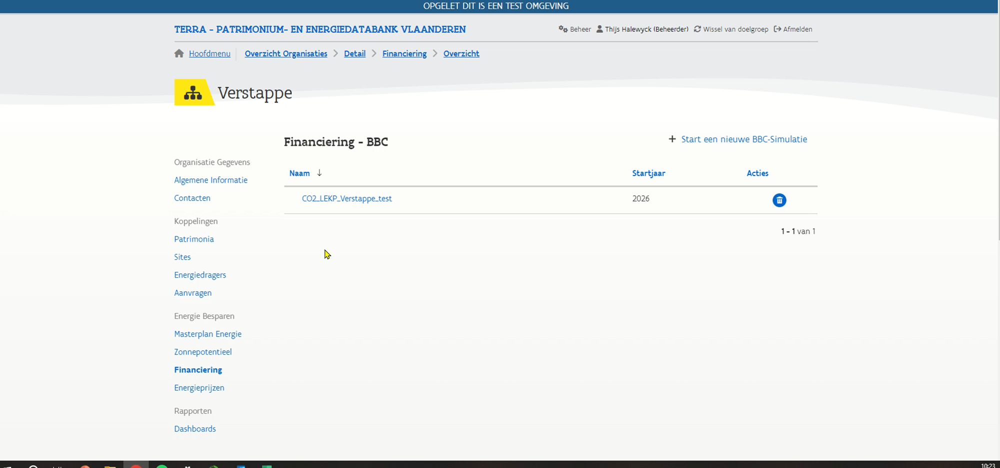 OPGELET DIT IS EEN TEST OMGEVING
TERRA - PATRIMONIUM- EN ENERGIEDATABANK VLAANDEREN
Beheer Thijs Halewyck (Beheerder) Wissel van doelgroep Afmelden
Hoofdmenu Overzicht Organisaties Detail Financiering Overzicht
Verstappe
Financiering - BBC
+ Start een nieuwe BBC-Simulatie
Organisatie Gegevens
Algemene Informatie
Contacten
Koppelingen
Patrimonia
Sites
Energiedragers
Aanvragen
Energie Besparen
Masterplan Energie
Zonnepotentieel
Financiering
Energieprijzen
Rapporten
Dashboards
Naam ↓ Startjaar Acties
CO2_LEKP_Verstappe_test 2026
1 - 1 van 1
10:23